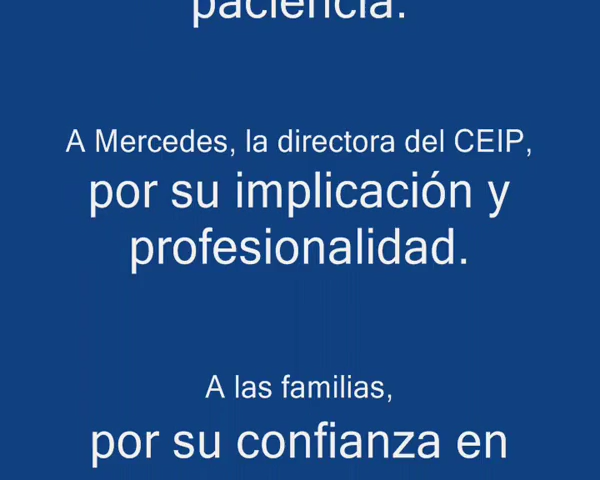 paciencia.
A Mercedes, la directora del CEIP,
por su implicación y
profesionalidad.
A las familias,
por su confianza en